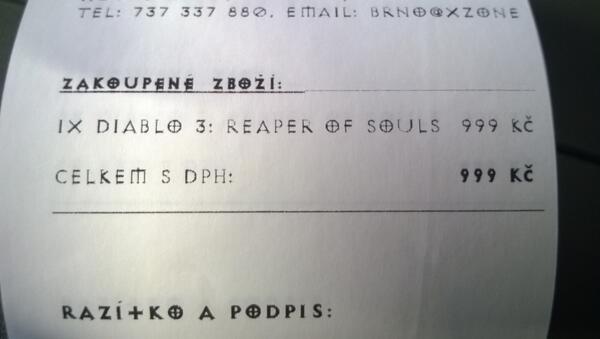 TEL: 737 337 880, EMAIL: BRNO@XZONE
ZAKOUPENÉ ZBOŽÍ:
1X DIABLO 3: REAPER OF SOULS 999 KČ
CELKEM S DPH: 999 KČ
RAZÍTKO A PODPIS: